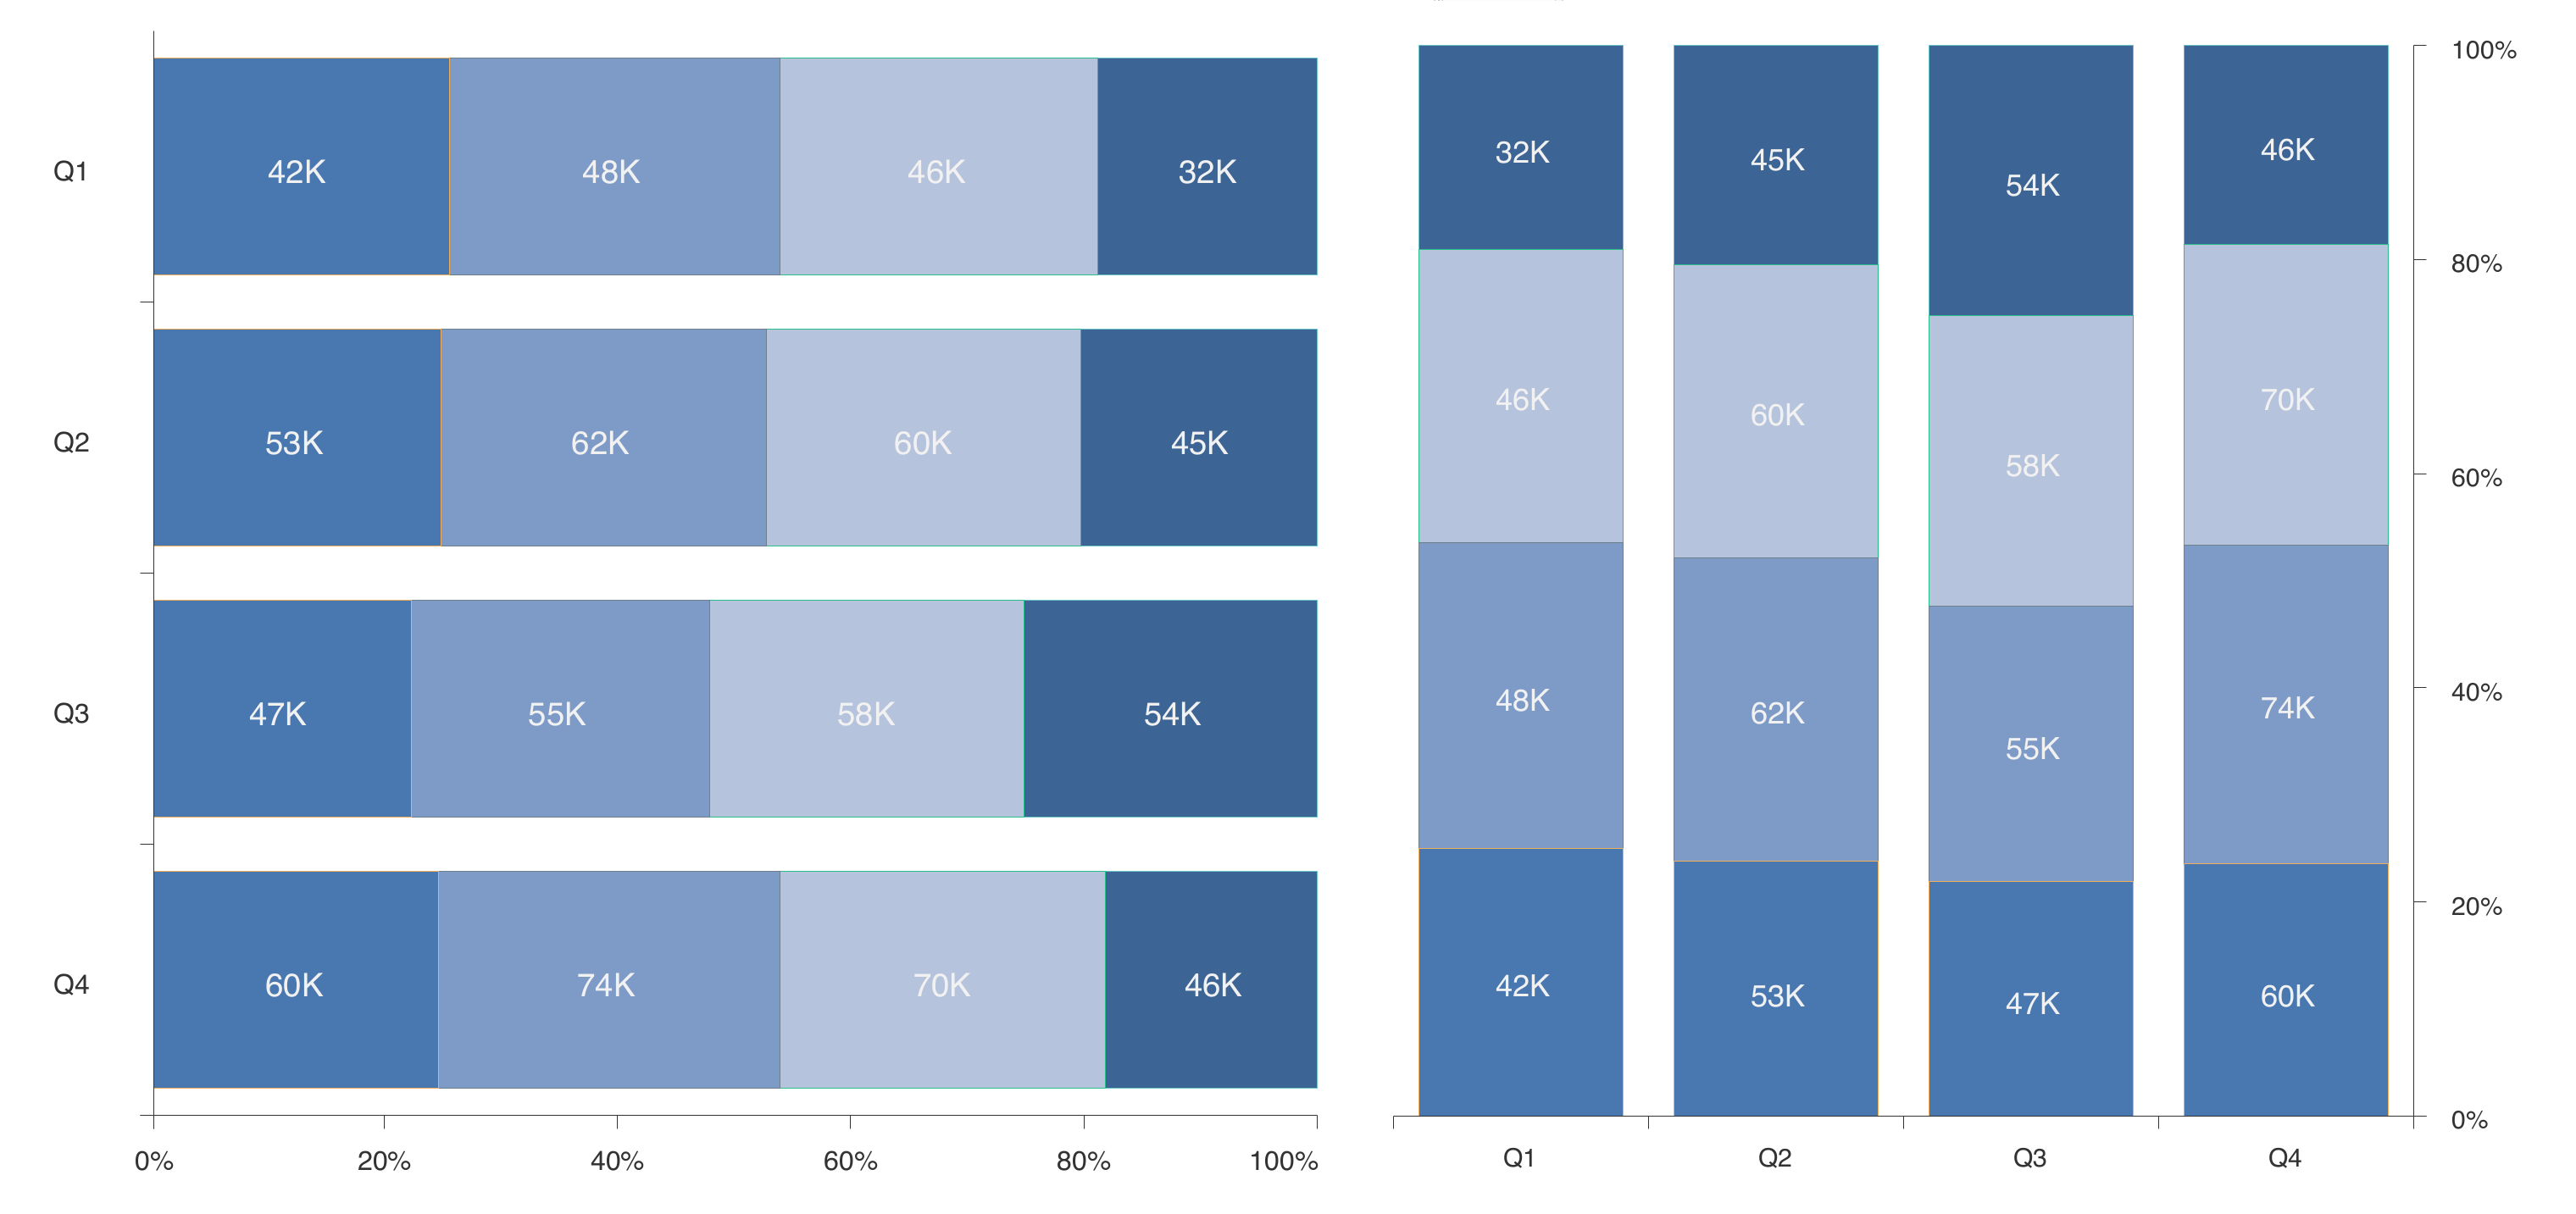 Q1 42K 48K 46K 32K
Q2 53K 62K 60K 45K
Q3 47K 55K 58K 54K
Q4 60K 74K 70K 46K
0% 20% 40% 60% 80% 100%
32K 45K 54K 46K
46K 60K 58K 70K
48K 62K 55K 74K
42K 53K 47K 60K
Q1 Q2 Q3 Q4
100%
80%
60%
40%
20%
0%